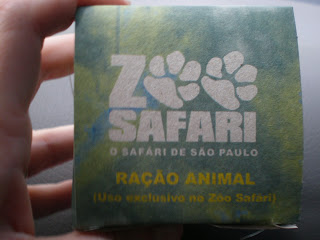 ZOO
SAFARI
O SAFÁRI DE SÃO PAULO
RAÇÃO ANIMAL
(Uso exclusivo no Zoo Safari)